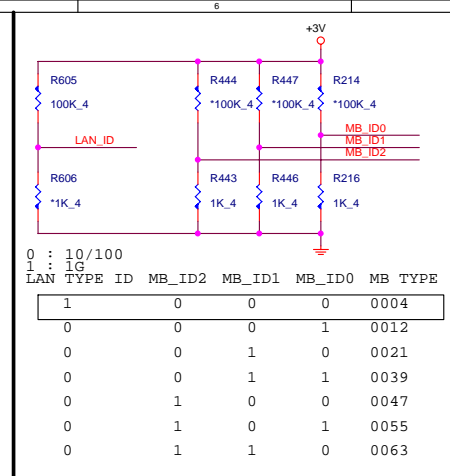 6
+3V
R605
R444
R447
R214
100K_4
*100K_4
*100K_4
*100K_4
MB_ID0
LAN_ID
MB_ID1
MB_ID2
R606
R443
R446
R216
*1K_4
1K_4
1K_4
1K_4
0 : 10/100
1 : 1G
LAN TYPE ID MB_ID2 MB_ID1 MB_ID0 MB TYPE
1 0 0 0 0004
0 0 0 1 0012
0 0 1 0 0021
0 0 1 1 0039
0 1 0 0 0047
0 1 0 1 0055
0 1 1 0 0063